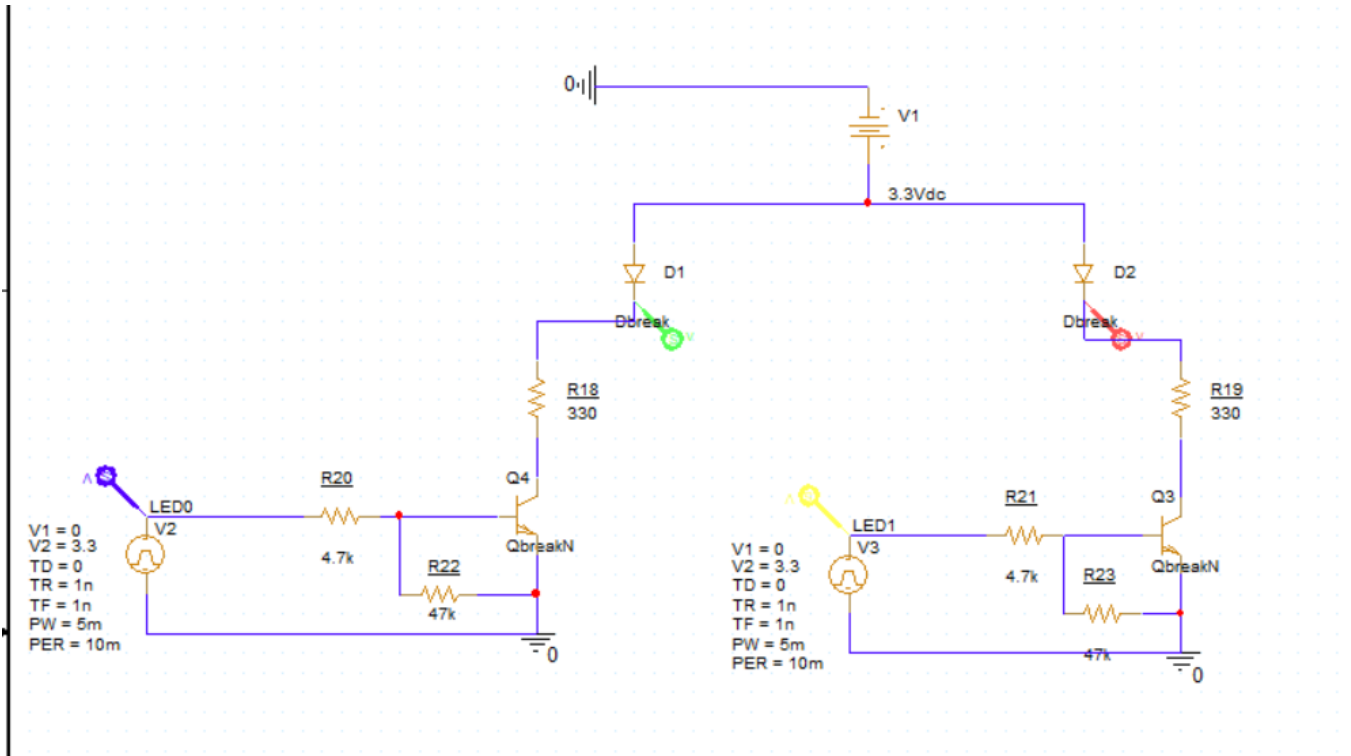 0
V1
3.3Vdc
D1
D2
Dbreak
Dbreak
V
V
R18
330
R19
330
R20
Q4
V
LED0
V2
V1 = 0
V2 = 3.3
TD = 0
TR = 1n
TF = 1n
PW = 5m
PER = 10m
4.7k
QbreakN
R22
47k
0
R21
Q3
V
LED1
V3
V1 = 0
V2 = 3.3
TD = 0
TR = 1n
TF = 1n
PW = 5m
PER = 10m
4.7k
QbreakN
R23
47k
0